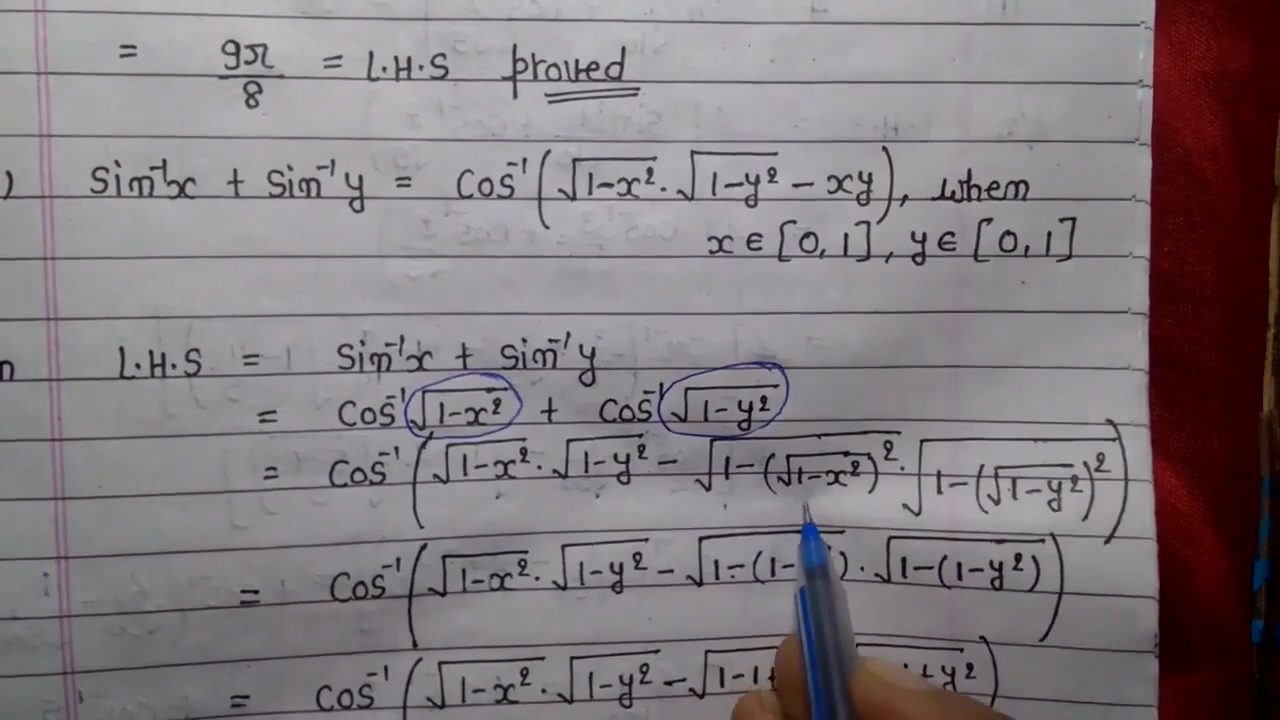 = 9π/8 = L.H.S proved
) Sin⁻¹x + Sin⁻¹y = Cos⁻¹(√(1-x²)·√(1-y²) - xy), when
x ∈ [0,1], y ∈ [0,1]
n L.H.S = Sin⁻¹x + Sin⁻¹y
= Cos⁻¹√(1-x²) + Cos⁻¹√(1-y²)
= Cos⁻¹(√(1-x²)·√(1-y²) - √(1-(√(1-x²))²)·√(1-(√(1-y²))²))
= Cos⁻¹(√(1-x²)·√(1-y²) - √(1-(1- )·√(1-(1-y²)))
= Cos⁻¹(√(1-x²)·√(1-y²) - √(1-1+ +y²)